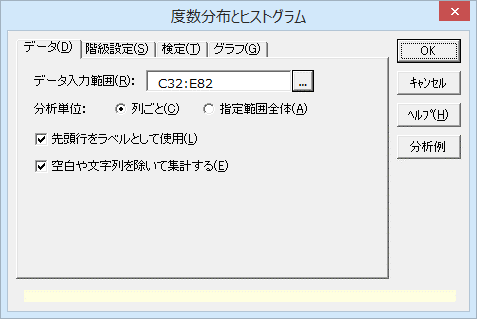 度数分布とヒストグラム
データ(D) 階級設定(S) 検定(T) グラフ(G)
データ入力範囲(R): C32:E82 ...
分析単位: 列ごと(C) 指定範囲全体(A)
先頭行をラベルとして使用(L)
空白や文字列を除いて集計する(E)
OK
キャンセル
ヘルプ(H)
分析例